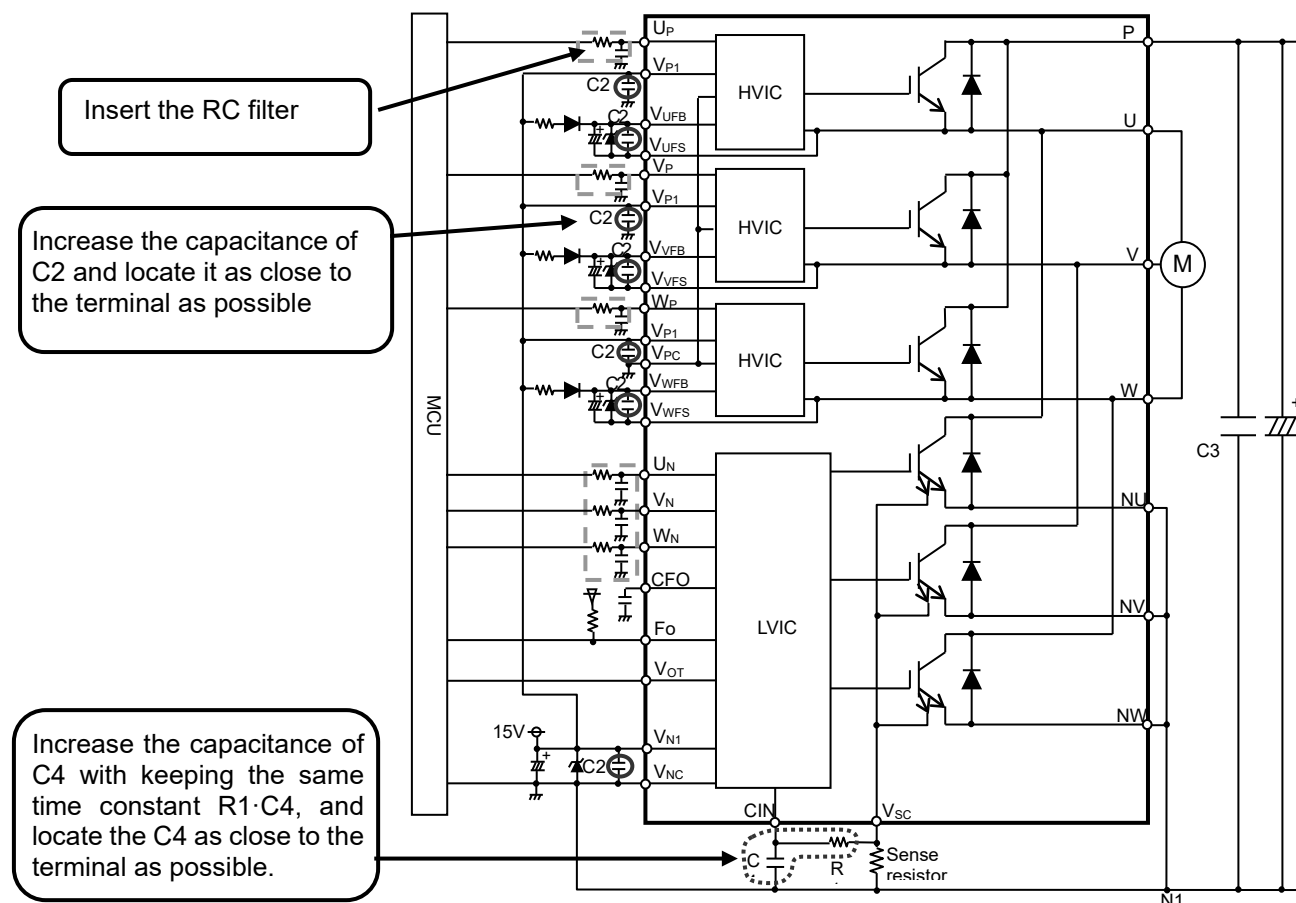 Insert the RC filter
Increase the capacitance of
C2 and locate it as close to
the terminal as possible
Increase the capacitance of
C4 with keeping the same
time constant R1·C4, and
locate the C4 as close to the
terminal as possible.
MCU
UP
VP1
C2
C2
VUFB
VUFS
VP
VP1
C2
C2
VVFB
VVFS
WP
VP1
C2
VPC
C2
VWFB
VWFS
UN
VN
WN
CFO
Fo
VOT
15V
+
VN1
C2
VNC
HVIC
HVIC
HVIC
LVIC
P
U
V
M
W
NU
NV
NW
C3
+
CIN
VSC
C
R
Sense
resistor
N1